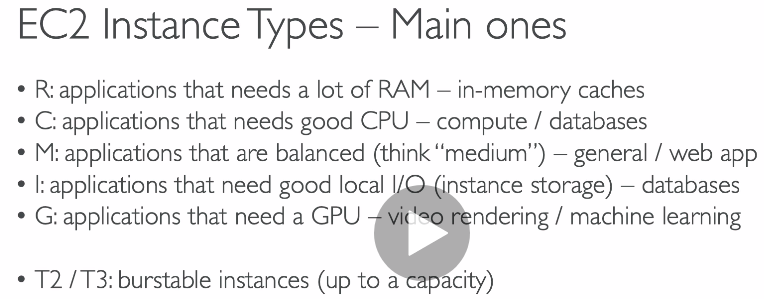 EC2 Instance Types – Main ones
• R: applications that needs a lot of RAM – in-memory caches
• C: applications that needs good CPU – compute / databases
• M: applications that are balanced (think “medium”) – general / web app
• I: applications that need good local I/O (instance storage) – databases
• G: applications that need a GPU – video rendering / machine learning
• T2 / T3: burstable instances (up to a capacity)